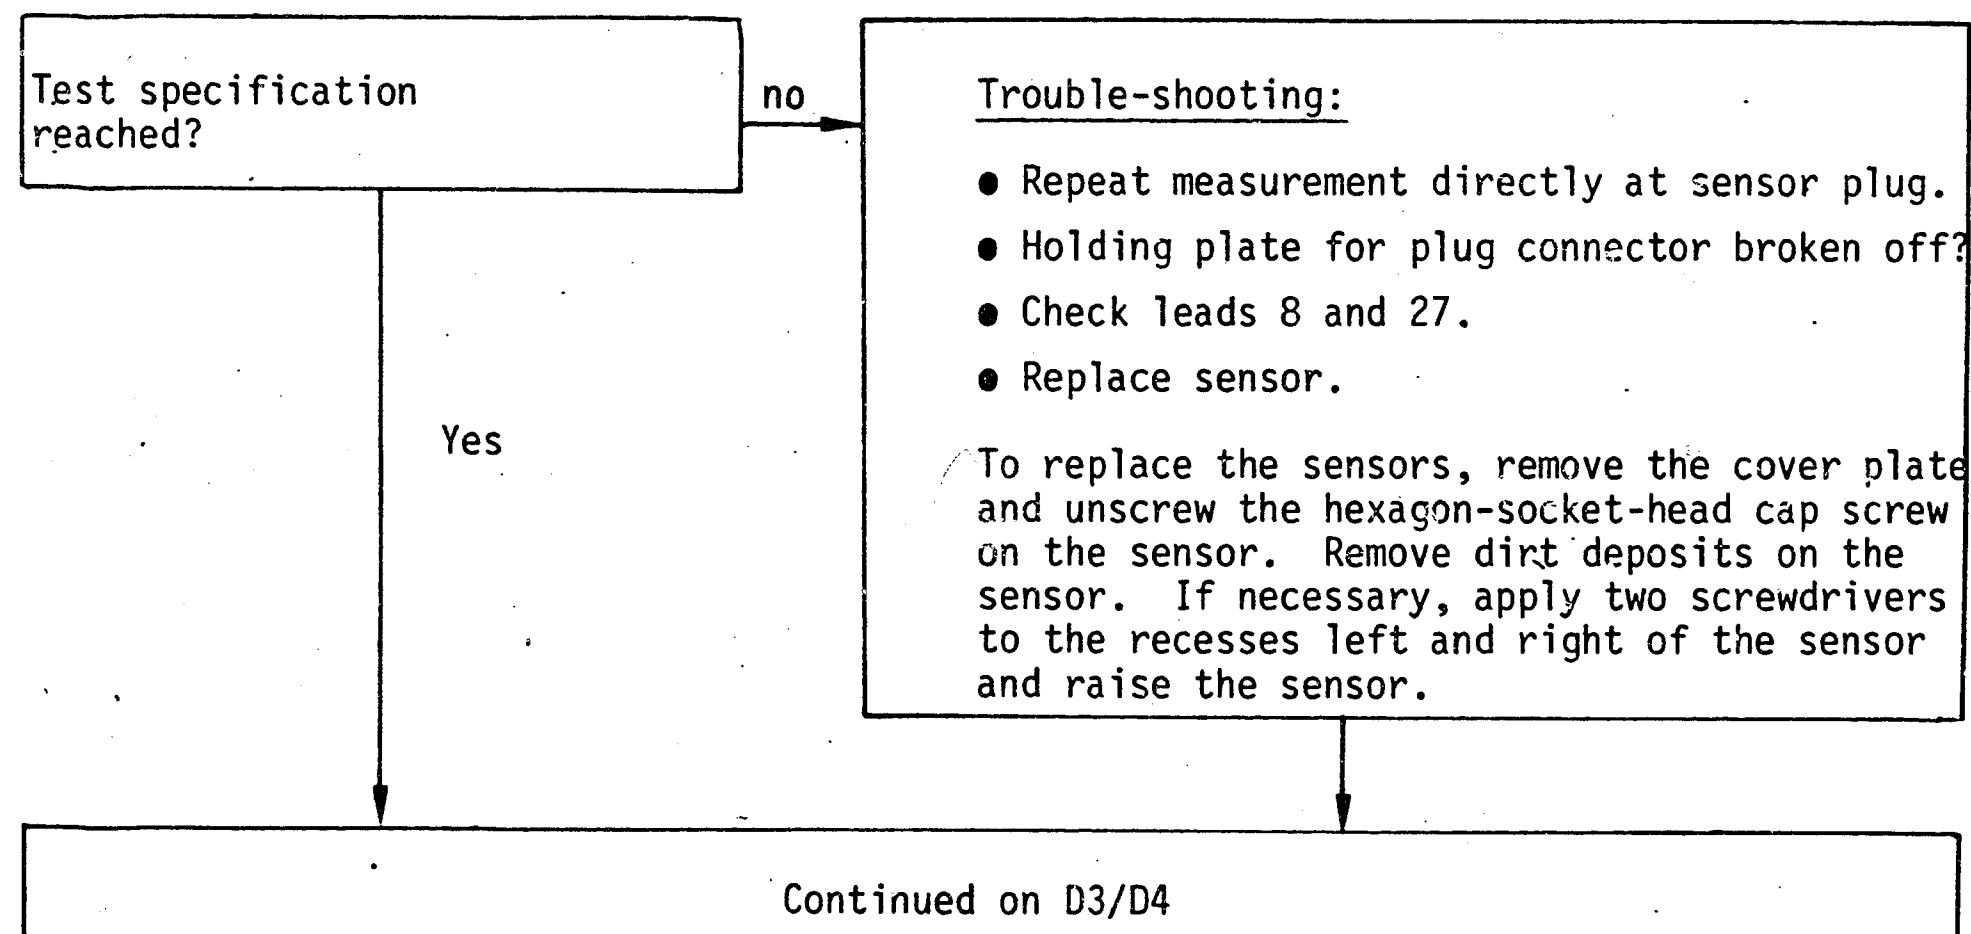 Test specification
reached?
no
Trouble-shooting:
● Repeat measurement directly at sensor plug.
● Holding plate for plug connector broken off?
● Check leads 8 and 27.
● Replace sensor.
Yes
To replace the sensors, remove the cover plate
and unscrew the hexagon-socket-head cap screw
on the sensor. Remove dirt deposits on the
sensor. If necessary, apply two screwdrivers
to the recesses left and right of the sensor
and raise the sensor.
Continued on D3/D4